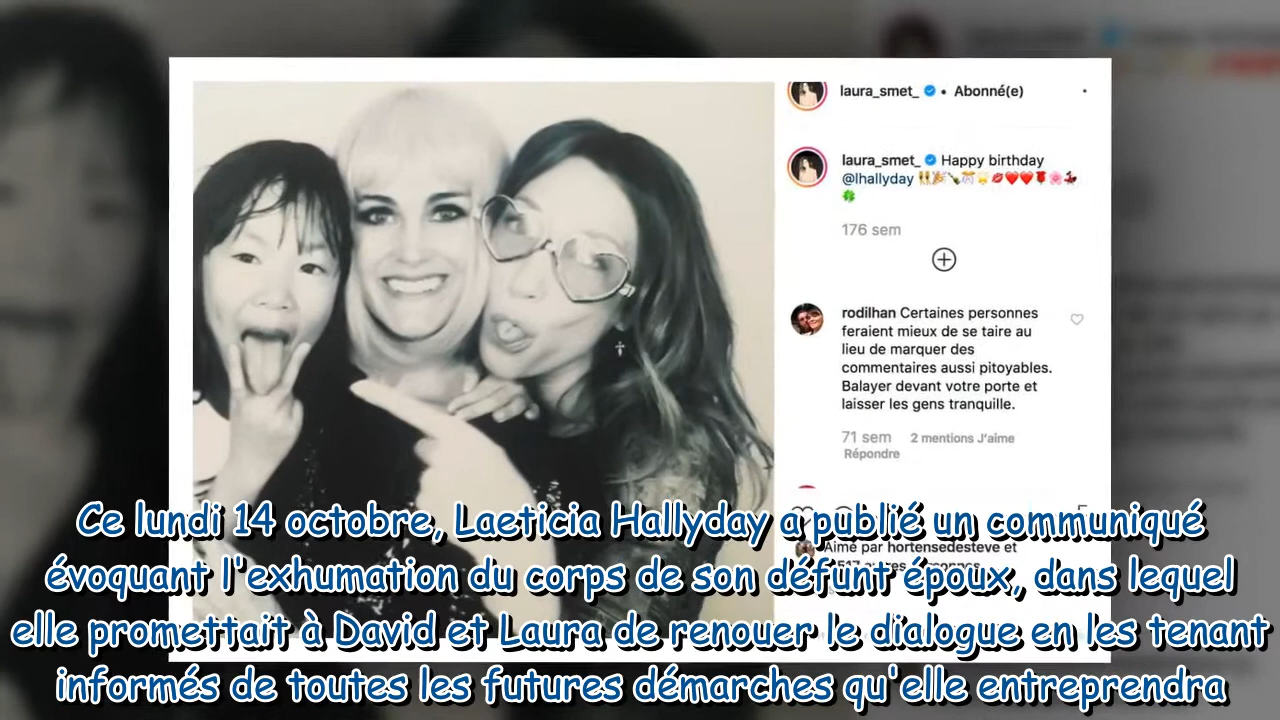 laura_smet_ • Abonné(e)
laura_smet_ Happy birthday
@lhallyday
176 sem
rodilhan Certaines personnes
feraient mieux de se taire au
lieu de marquer des
commentaires aussi pitoyables.
Balayer devant votre porte et
laisser les gens tranquille.
71 sem 2 mentions J'aime
Répondre
Aimé par hortensedesteve et
Ce lundi 14 octobre, Laeticia Hallyday a publié un communiqué
évoquant l'exhumation du corps de son défunt époux, dans lequel
elle promettait à David et Laura de renouer le dialogue en les tenant
informés de toutes les futures démarches qu'elle entreprendra